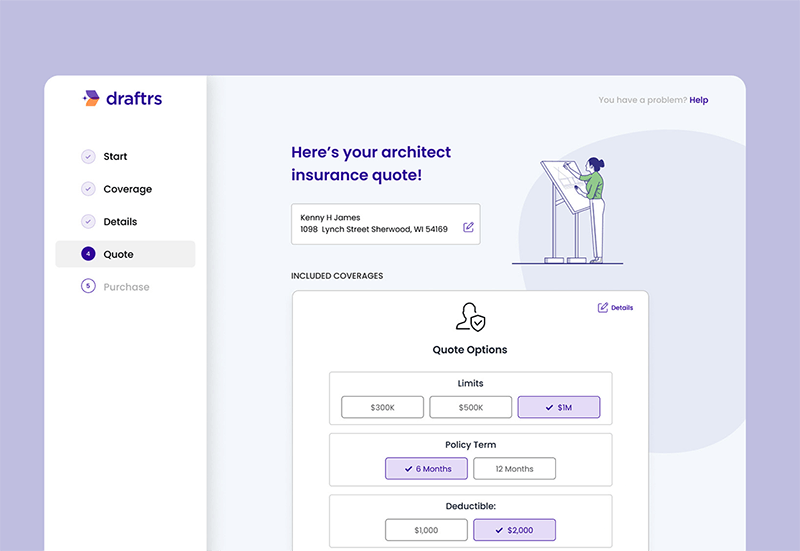 draftrs
You have a problem? Help
Start
Coverage
Details
4 Quote
5 Purchase
Here’s your architect
insurance quote!
Kenny H James
1098 Lynch Street Sherwood, WI 54169
INCLUDED COVERAGES
Details
Quote Options
Limits
$300K $500K $1M
Policy Term
6 Months 12 Months
Deductible:
$1,000 $2,000